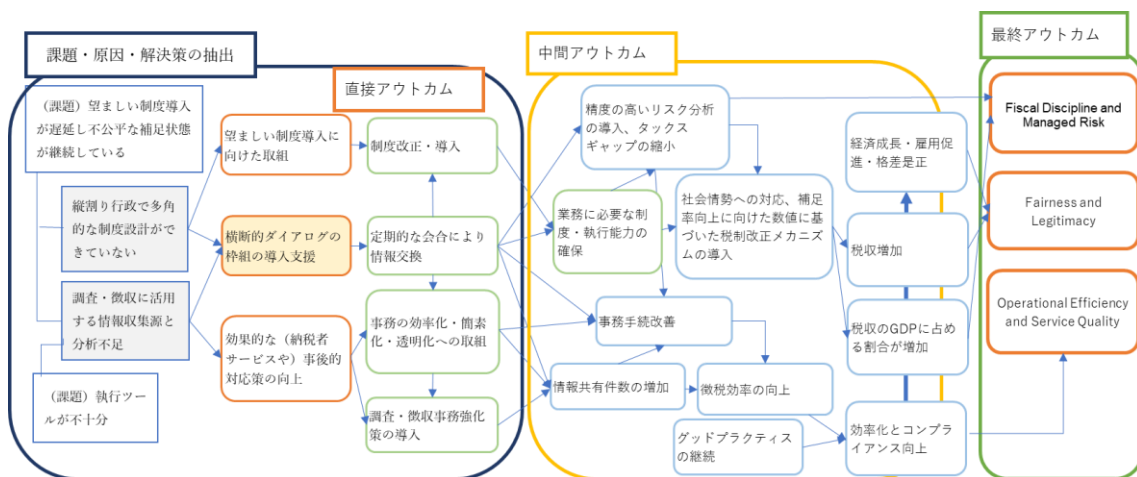 課題・原因・解決策の抽出
直接アウトカム
中間アウトカム
最終アウトカム
（課題）望ましい制度導入
が遅延し不公平な補足状態
が継続している
縦割り行政で多角
的な制度設計がで
きていない
調査・徴収に活用
する情報収集源と
分析不足
（課題）執行ツー
ルが不十分
望ましい制度導入に
向けた取組
横断的ダイアログの
枠組の導入支援
効果的な（納税者
サービスや）事後的
対応策の向上
制度改正・導入
定期的な会合により
情報交換
事務の効率化・簡素
化・透明化への取組
調査・徴収事務強化
策の導入
精度の高いリスク分析
の導入、タックス
ギャップの縮小
業務に必要な制
度・執行能力の
確保
事務手続改善
情報共有件数の増加
社会情勢への対応、補足
率向上に向けた数値に基
づいた税制改正メカニズ
ムの導入
徴税効率の向上
グッドプラクティス
の継続
経済成長・雇用促
進・格差是正
税収増加
税収のGDPに占め
る割合が増加
効率化とコンプラ
イアンス向上
Fiscal Discipline and
Managed Risk
Fairness and
Legitimacy
Operational Efficiency
and Service Quality